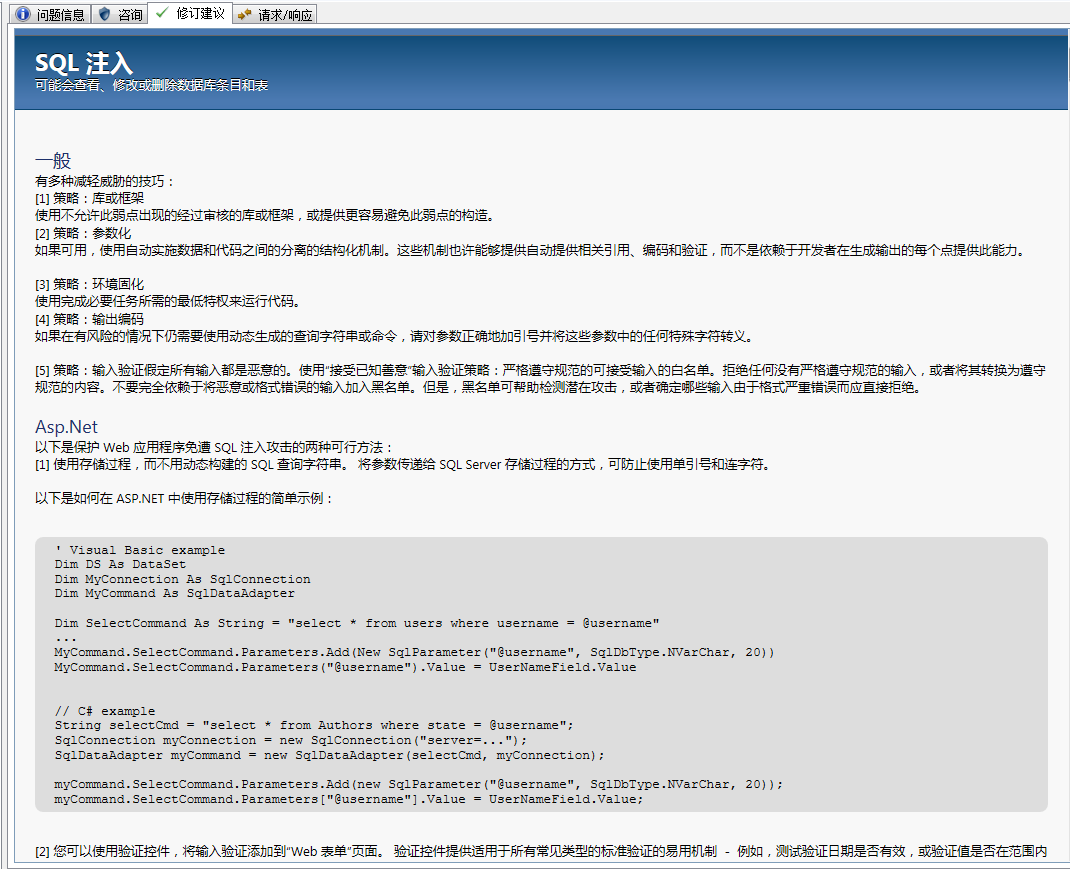 问题信息 咨询 修订建议 请求/响应
SQL 注入
可能会查看、修改或删除数据库条目和表
一般
有多种减轻威胁的技巧：
[1] 策略：库或框架
使用不允许此弱点出现的经过审核的库或框架，或提供更容易避免此弱点的构造。
[2] 策略：参数化
如果可用，使用自动实施数据和代码之间的分离的结构化机制。这些机制也许能够提供自动提供相关引用、编码和验证，而不是依赖于开发者在生成输出的每个点提供此能力。
[3] 策略：环境固化
使用完成必要任务所需的最低特权来运行代码。
[4] 策略：输出编码
如果在有风险的情况下仍需要使用动态生成的查询字符串或命令，请对参数正确地加引号并将这些参数中的任何特殊字符转义。
[5] 策略：输入验证假定所有输入都是恶意的。使用“接受已知善意”输入验证策略：严格遵守规范的可接受输入的白名单。拒绝任何没有严格遵守规范的输入，或者将其转换为遵守
规范的内容。不要完全依赖于将恶意或格式错误的输入加入黑名单。但是，黑名单可帮助检测潜在攻击，或者确定哪些输入由于格式严重错误而应直接拒绝。
Asp.Net
以下是保护 Web 应用程序免遭 SQL 注入攻击的两种可行方法：
[1] 使用存储过程，而不用动态构建的 SQL 查询字符串。 将参数传递给 SQL Server 存储过程的方式，可防止使用单引号和连字符。
以下是如何在 ASP.NET 中使用存储过程的简单示例：
' Visual Basic example
Dim DS As DataSet
Dim MyConnection As SqlConnection
Dim MyCommand As SqlDataAdapter
Dim SelectCommand As String = "select * from users where username = @username"
...
MyCommand.SelectCommand.Parameters.Add(New SqlParameter("@username", SqlDbType.NVarChar, 20))
MyCommand.SelectCommand.Parameters("@username").Value = UserNameField.Value
// C# example
String selectCmd = "select * from Authors where state = @username";
SqlConnection myConnection = new SqlConnection("server=...");
SqlDataAdapter myCommand = new SqlDataAdapter(selectCmd, myConnection);
myCommand.SelectCommand.Parameters.Add(new SqlParameter("@username", SqlDbType.NVarChar, 20));
myCommand.SelectCommand.Parameters["@username"].Value = UserNameField.Value;
[2] 您可以使用验证控件，将输入验证添加到“Web 表单”页面。 验证控件提供适用于所有常见类型的标准验证的易用机制 - 例如，测试验证日期是否有效，或验证值是否在范围内